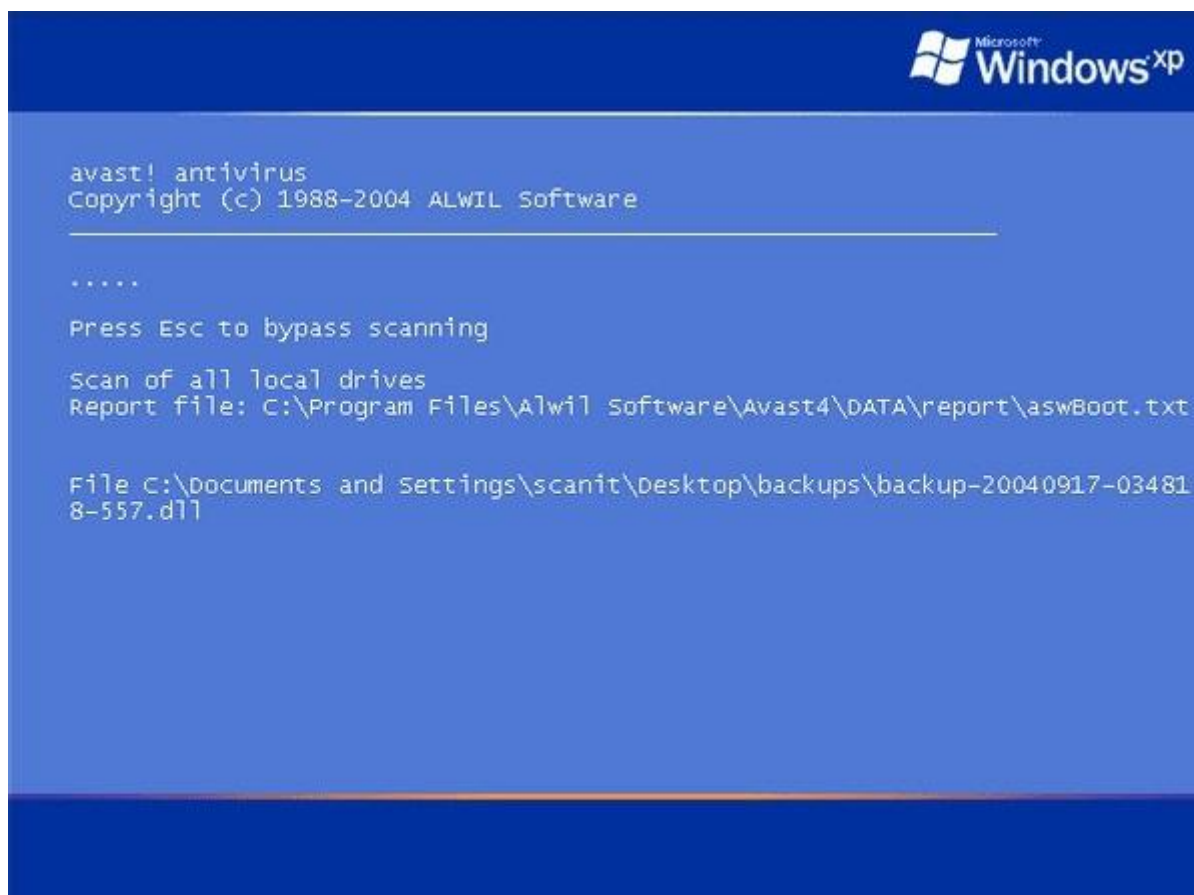 Microsoft
Windows xp
avast! antivirus
Copyright (c) 1988-2004 ALWIL Software
.....
Press Esc to bypass scanning
Scan of all local drives
Report file: C:\Program Files\Alwil Software\Avast4\DATA\report\aswBoot.txt
File C:\Documents and Settings\scanit\Desktop\backups\backup-20040917-03481
8-557.dll